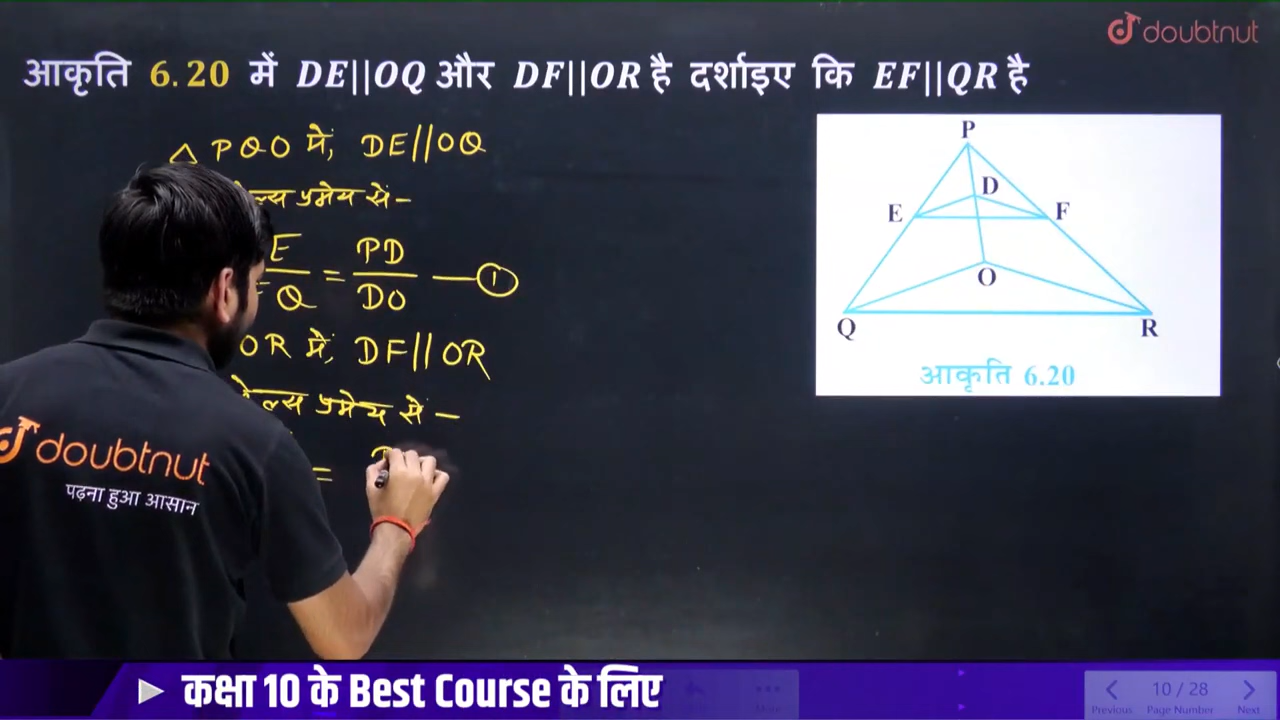 doubtnut
आकृति 6.20 में DE||OQ और DF||OR है दर्शाइए कि EF||QR है
△ PQO में, DE||OQ
प्रमेय से -
E = PD — ①
Q DO
OR में, DF||OR
प्रमेय से -
=
P
D
E
F
O
Q
R
आकृति 6.20
doubtnut
पढ़ना हुआ आसान
कक्षा 10 के Best Course के लिए
10 / 28
Previous Page Number Next